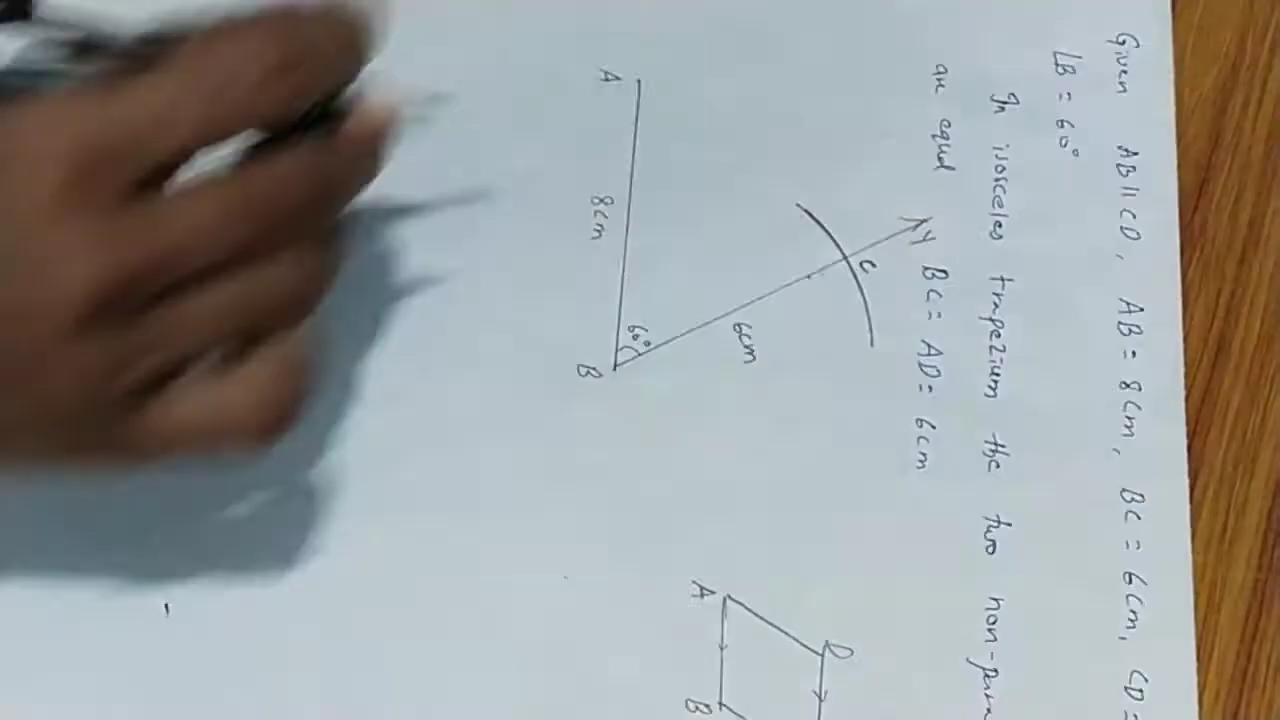 Given AB || CD, AB = 8cm, BC = 6cm, CD =
∠B = 60°
In isosceles trapezium the two non-para
are equal BC = AD = 6cm
Y
C
6cm
60°
A
8cm
B
D
A
B